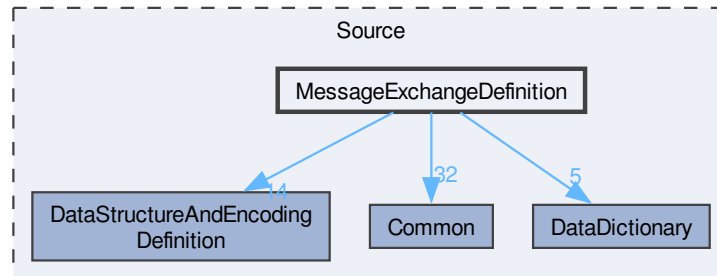 Source
MessageExchangeDefinition
14
32
5
DataStructureAndEncoding
Definition
Common
DataDictionary